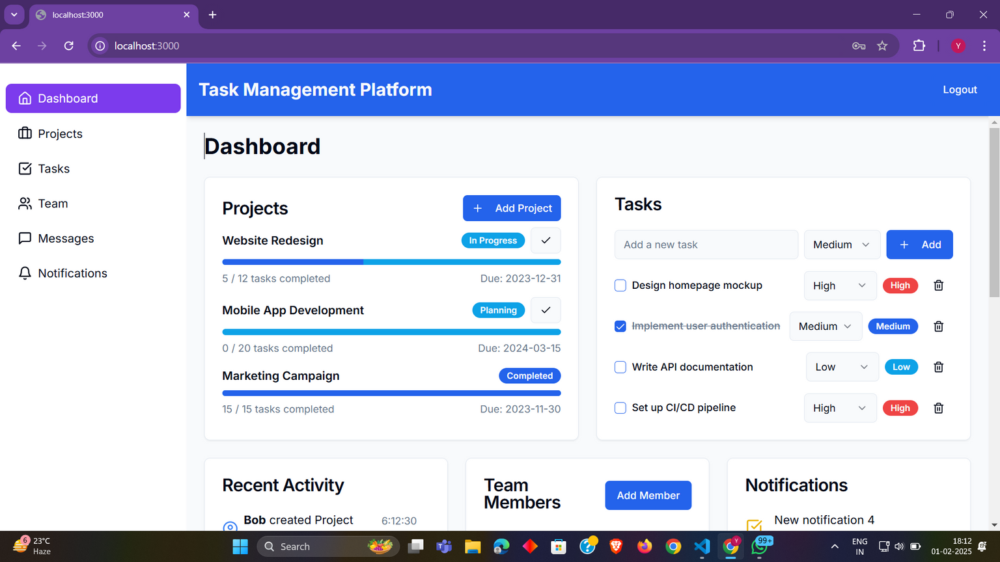 localhost:3000
localhost:3000
Y
Dashboard
Projects
Tasks
Team
Messages
Notifications
Task Management Platform
Logout
Dashboard
Projects
Add Project
Website Redesign
In Progress
5 / 12 tasks completed
Due: 2023-12-31
Mobile App Development
Planning
0 / 20 tasks completed
Due: 2024-03-15
Marketing Campaign
Completed
15 / 15 tasks completed
Due: 2023-11-30
Tasks
Add a new task
Medium
Add
Design homepage mockup
High
High
Implement user authentication
Medium
Medium
Write API documentation
Low
Low
Set up CI/CD pipeline
High
High
Recent Activity
Bob created Project
6:12:30
Team
Members
Add Member
Notifications
New notification 4
6
23°C
Haze
Search
Y
99+
ENG
IN
18:12
01-02-2025